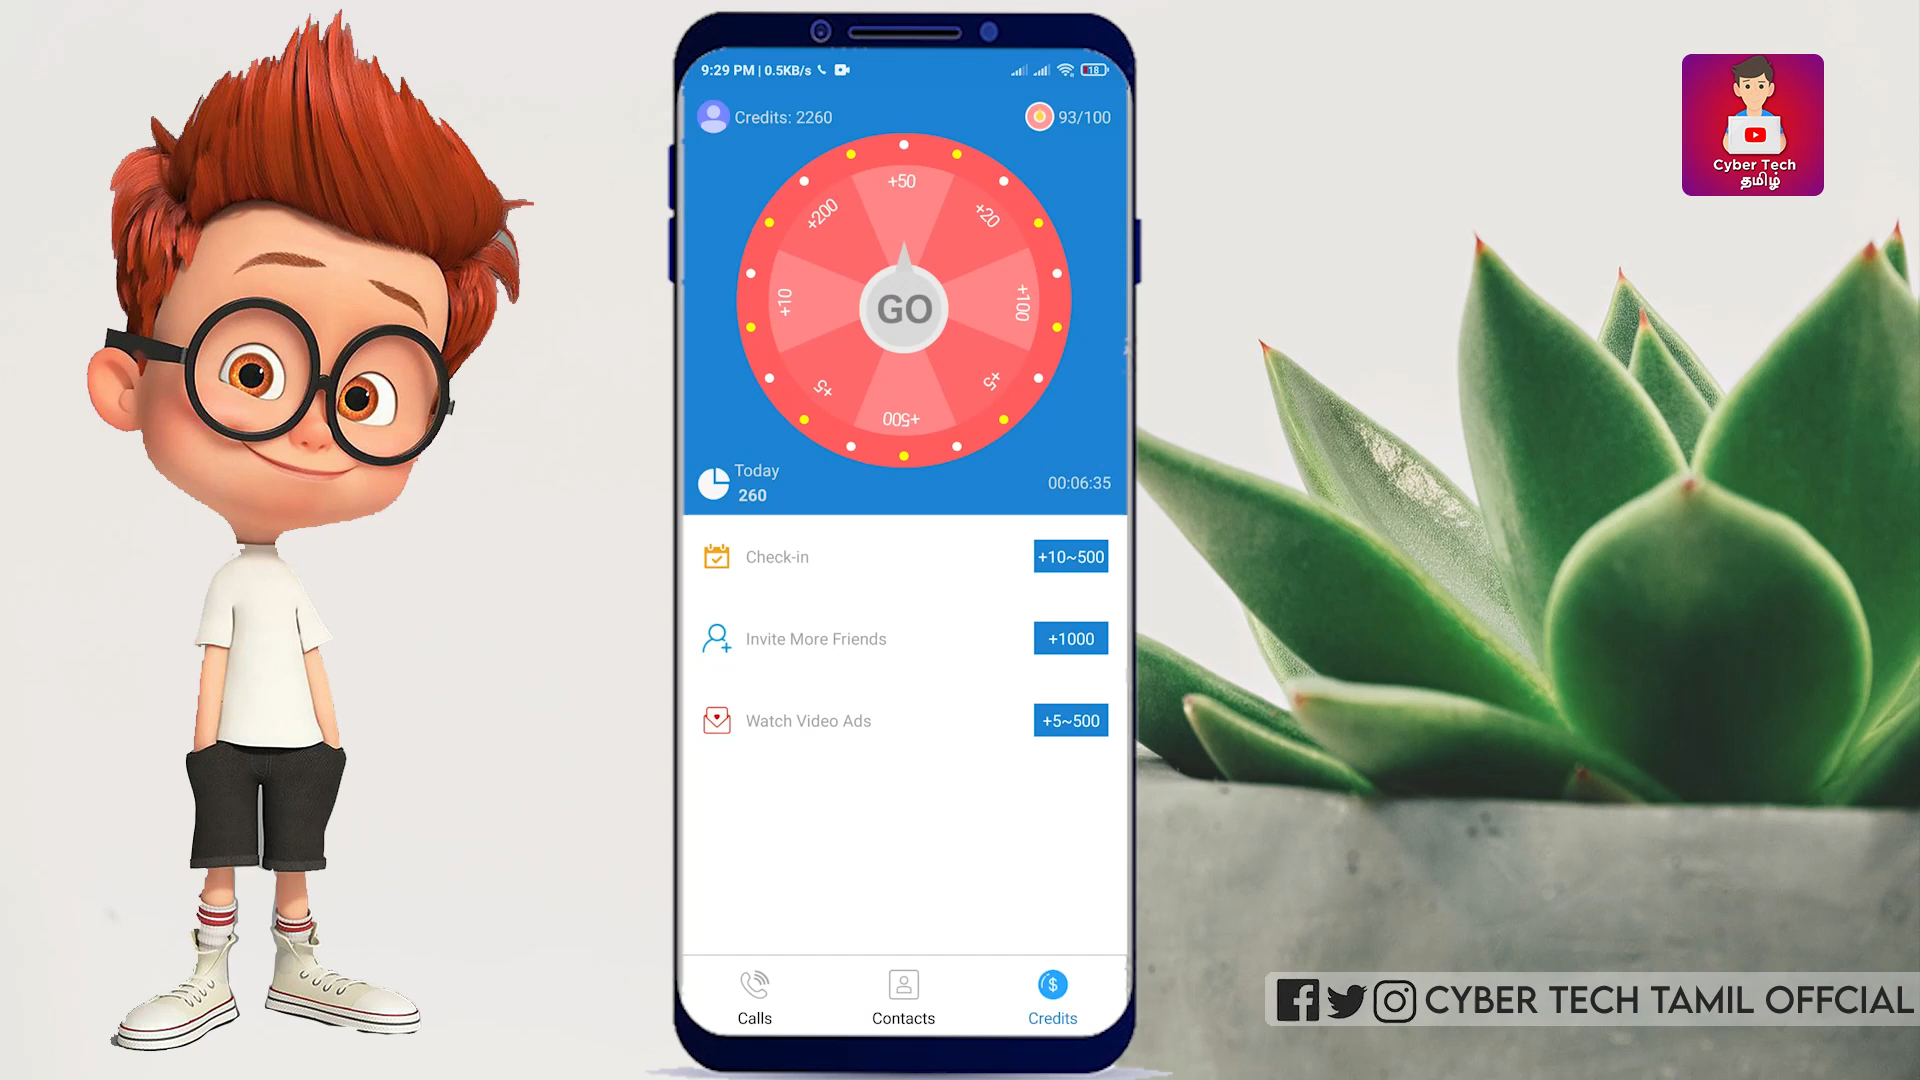 9:29 PM | 0.5KB/s
18
Credits: 2260
93/100
+50
+20
+100
+5
+500
+5
+10
+200
GO
Today
260
00:06:35
Check-in
+10~500
Invite More Friends
+1000
Watch Video Ads
+5~500
Calls
Contacts
Credits
Cyber Tech
தமிழ்
CYBER TECH TAMIL OFFCIAL